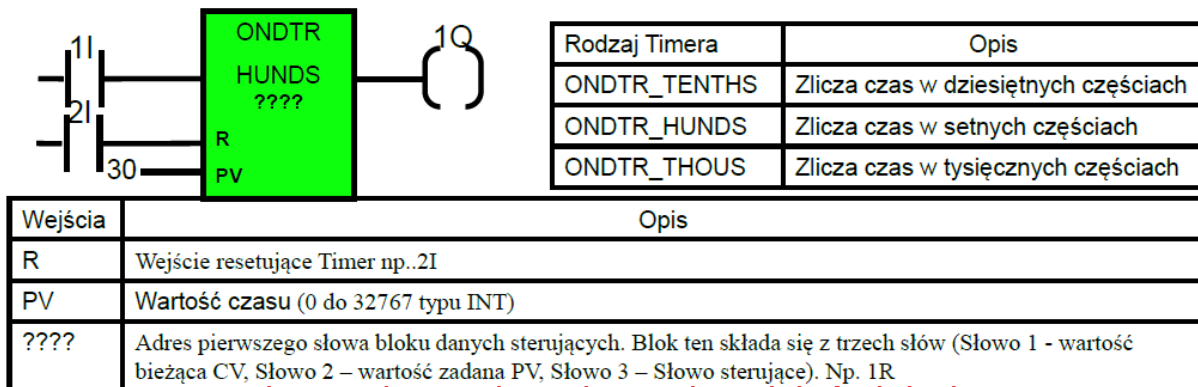 1I
ONDTR
HUNDS
????
1Q
2I
R
30
PV
Rodzaj Timera Opis
ONDTR_TENTHS Zlicza czas w dziesiętnych częściach
ONDTR_HUNDS Zlicza czas w setnych częściach
ONDTR_THOUS Zlicza czas w tysięcznych częściach
Wejścia Opis
R Wejście resetujące Timer np..2I
PV Wartość czasu (0 do 32767 typu INT)
???? Adres pierwszego słowa bloku danych sterujących. Blok ten składa się z trzech słów (Słowo 1 - wartość
bieżąca CV, Słowo 2 – wartość zadana PV, Słowo 3 – Słowo sterujące). Np. 1R